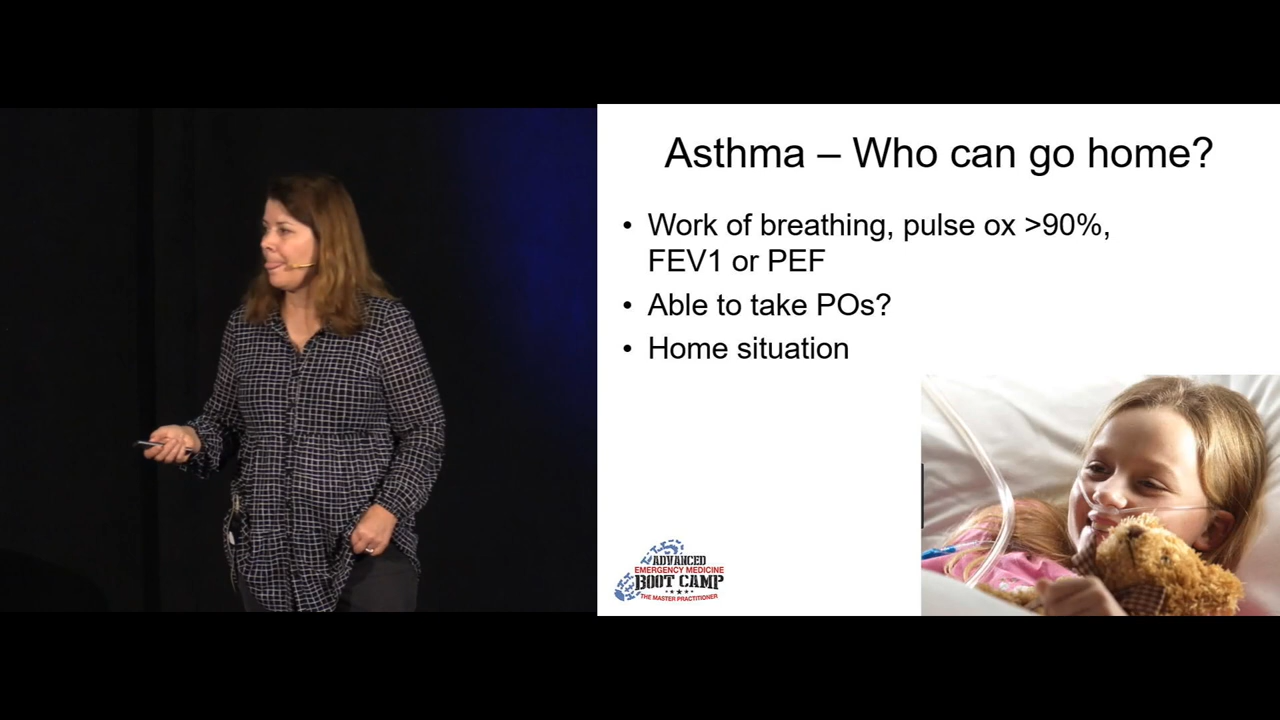 Asthma – Who can go home?
• Work of breathing, pulse ox >90%,
FEV1 or PEF
• Able to take POs?
• Home situation
ADVANCED
EMERGENCY MEDICINE
BOOT CAMP
THE MASTER PRACTITIONER